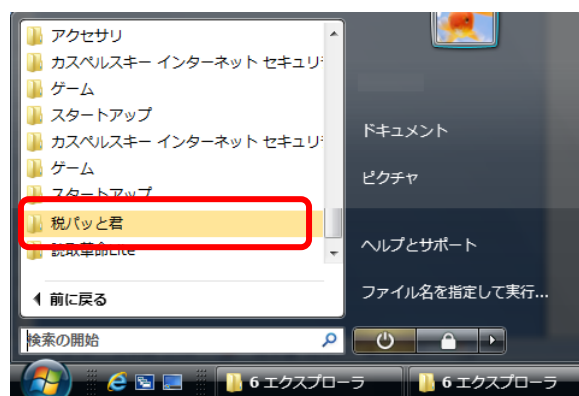 アクセサリ
カスペルスキー インターネット セキュリ
ゲーム
スタートアップ
カスペルスキー インターネット セキュリ
ゲーム
スタートアップ
税パッと君
読取革命Lite
前に戻る
検索の開始
ドキュメント
ピクチャ
ヘルプとサポート
ファイル名を指定して実行...
6 エクスプローラ
6 エクスプローラ